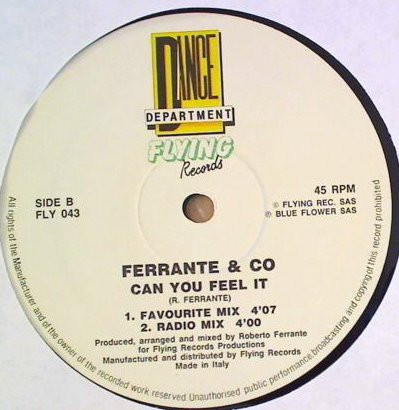 DANCE
DEPARTMENT
FLYING
Records
SIDE B
FLY 043
45 RPM
Ⓟ FLYING REC. SAS
© BLUE FLOWER SAS
FERRANTE & CO
CAN YOU FEEL IT
(R. FERRANTE)
1. FAVOURITE MIX 4'07
2. RADIO MIX 4'00
Produced, arranged and mixed by Roberto Ferrante
for Flying Records Productions
Manufactured and distributed by Flying Records
Made in Italy
All rights of the Manufacturer and of the owner of the recorded work reserved Unauthorised public performance, broadcasting and copying of this record prohibited